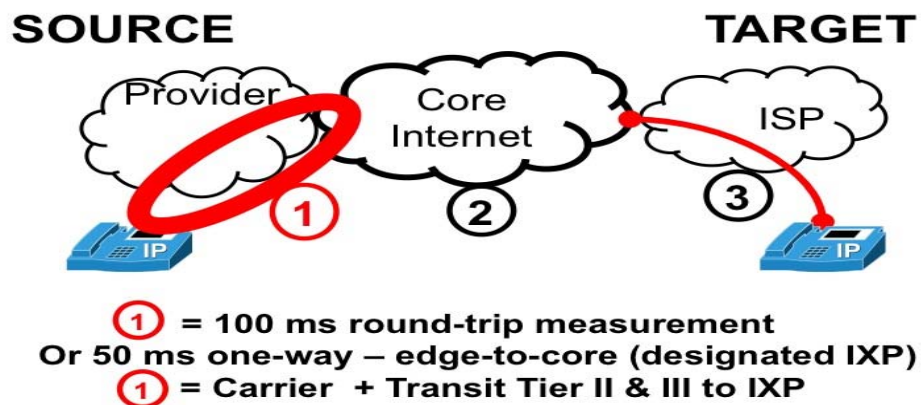 SOURCE TARGET
Provider Core Internet ISP
1 2 3
IP IP
1 = 100 ms round-trip measurement
Or 50 ms one-way – edge-to-core (designated IXP)
1 = Carrier + Transit Tier II & III to IXP